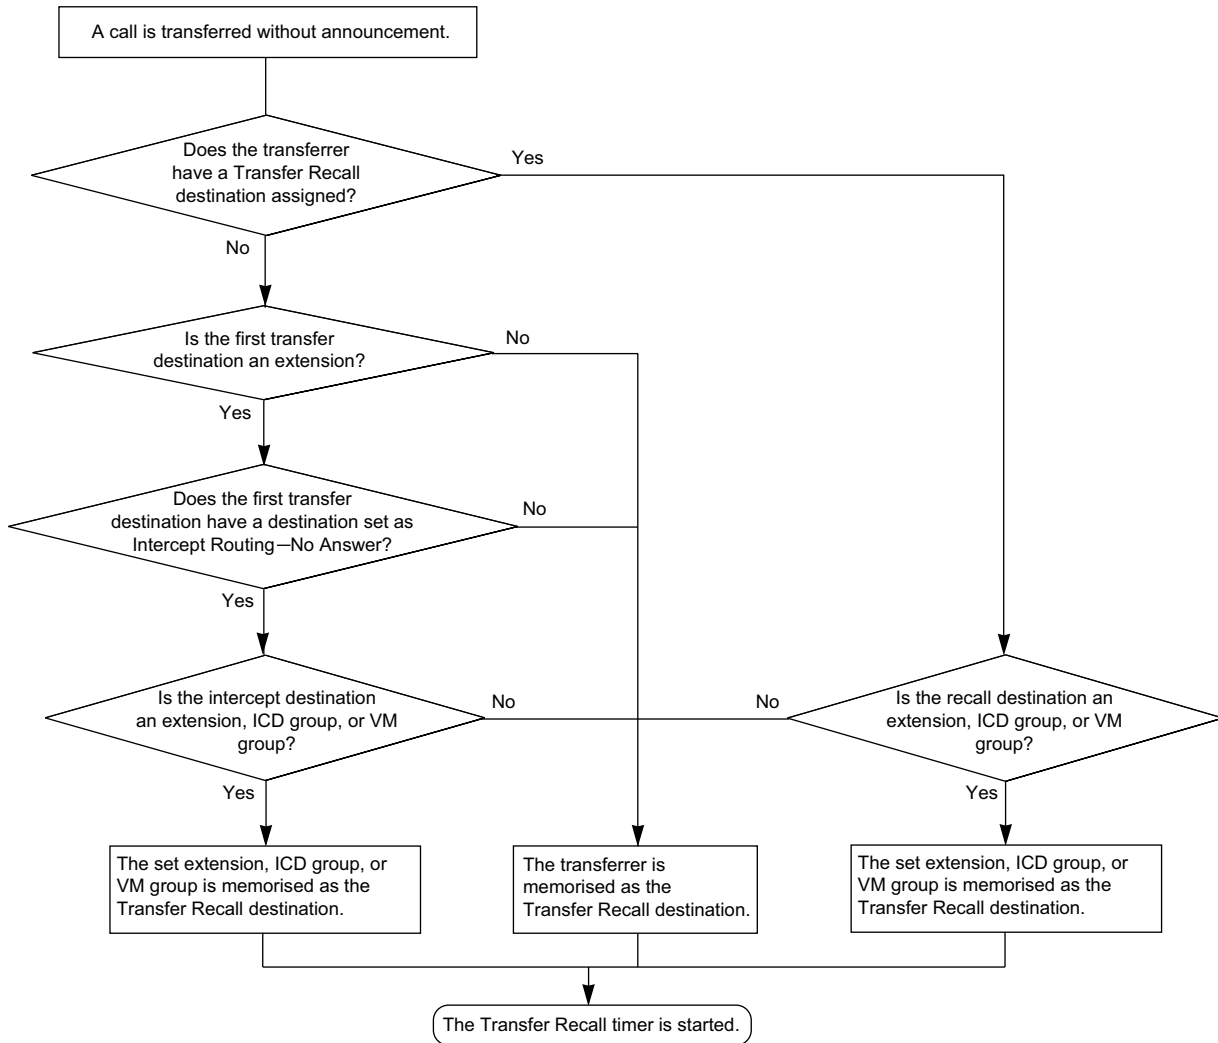 A call is transferred without announcement.
Does the transferrer
have a Transfer Recall
destination assigned?
Yes
No
Is the first transfer
destination an extension?
No
Yes
Does the first transfer
destination have a destination set as
Intercept Routing—No Answer?
No
Yes
Is the intercept destination
an extension, ICD group, or VM
group?
No
Yes
Is the recall destination an
extension, ICD group, or VM
group?
No
Yes
The set extension, ICD group, or
VM group is memorised as the
Transfer Recall destination.
The transferrer is
memorised as the
Transfer Recall destination.
The set extension, ICD group, or
VM group is memorised as the
Transfer Recall destination.
The Transfer Recall timer is started.